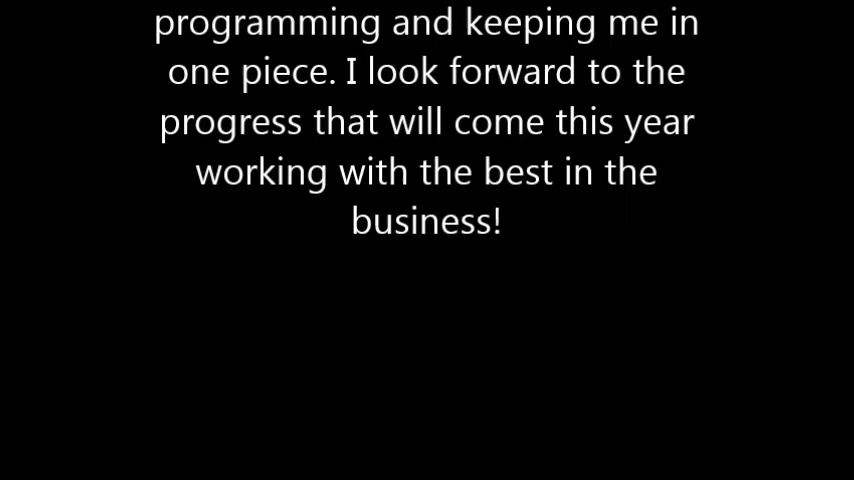 programming and keeping me in
one piece. I look forward to the
progress that will come this year
working with the best in the
business!